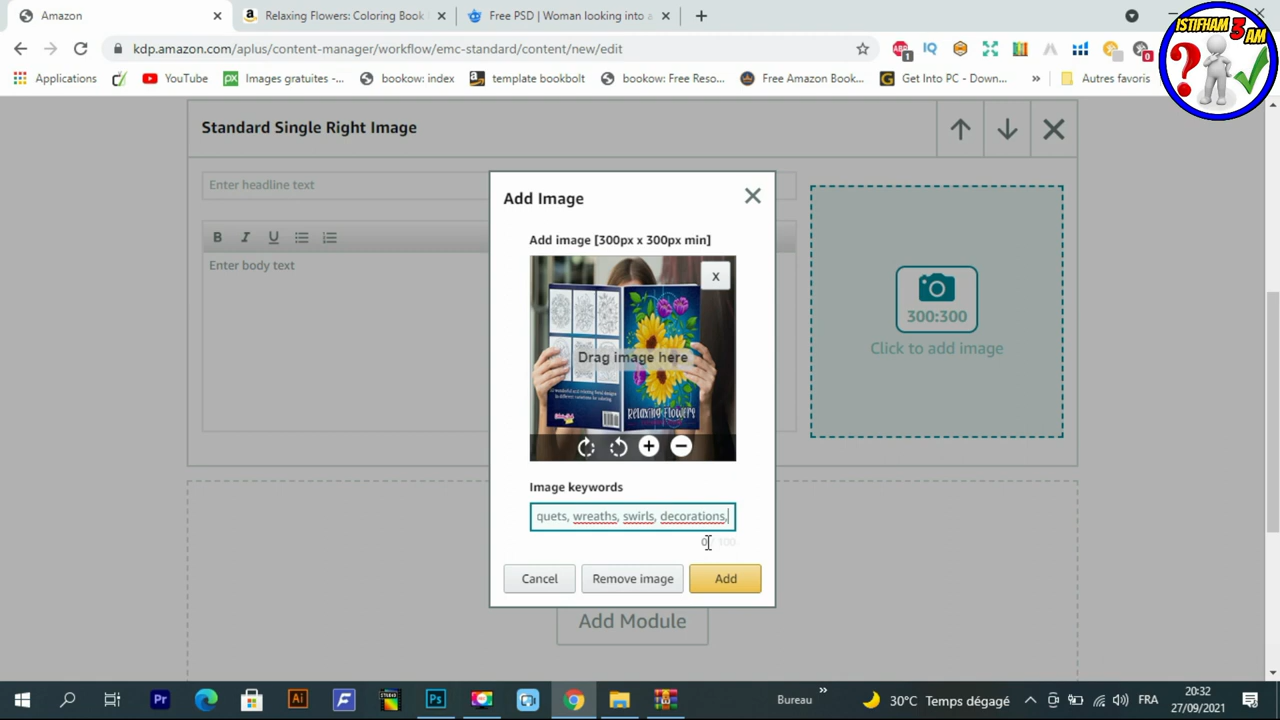 Amazon
Relaxing Flowers: Coloring Book
Free PSD | Woman looking into a
kdp.amazon.com/aplus/content-manager/workflow/emc-standard/content/new/edit
ISTIFHAM 3 AM
Applications
YouTube
Images gratuites -...
bookow: index
template bookbolt
bookow: Free Reso...
Free Amazon Book...
Get Into PC - Down...
Autres favoris
Standard Single Right Image
Enter headline text
B I U
Enter body text
300:300
Click to add image
Add Image
Add image [300px x 300px min]
x
Drag image here
Relaxing Flowers
Image keywords
quets, wreaths, swirls, decorations,
100
Cancel
Remove image
Add
Add Module
Bureau
30°C Temps dégagé
FRA
20:32
27/09/2021